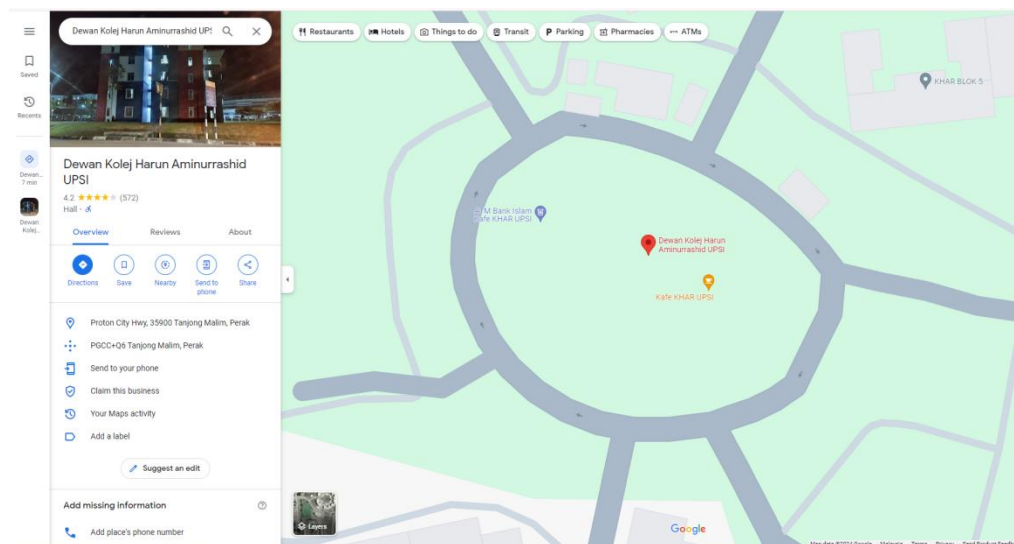 Dewan Kolej Harun Aminurrashid UPS
Restaurants
Hotels
Things to do
Transit
Parking
Pharmacies
ATMs
Saved
Recents
Dewan...
7 min
Dewan
Kolej...
Dewan Kolej Harun Aminurrashid
UPSI
4.2 ★★★★★ (572)
Hall ·
Overview
Reviews
About
Directions
Save
Nearby
Send to
phone
Share
Proton City Hwy, 35900 Tanjong Malim, Perak
PGCC+Q6 Tanjong Malim, Perak
Send to your phone
Claim this business
Your Maps activity
Add a label
Suggest an edit
Add missing information
Add place's phone number
KHAR BLOK 5
M Bank Islam
Kafe KHAR UPSI
Dewan Kolej Harun
Aminurrashid UPSI
Kafe KHAR UPSI
Layers
Google